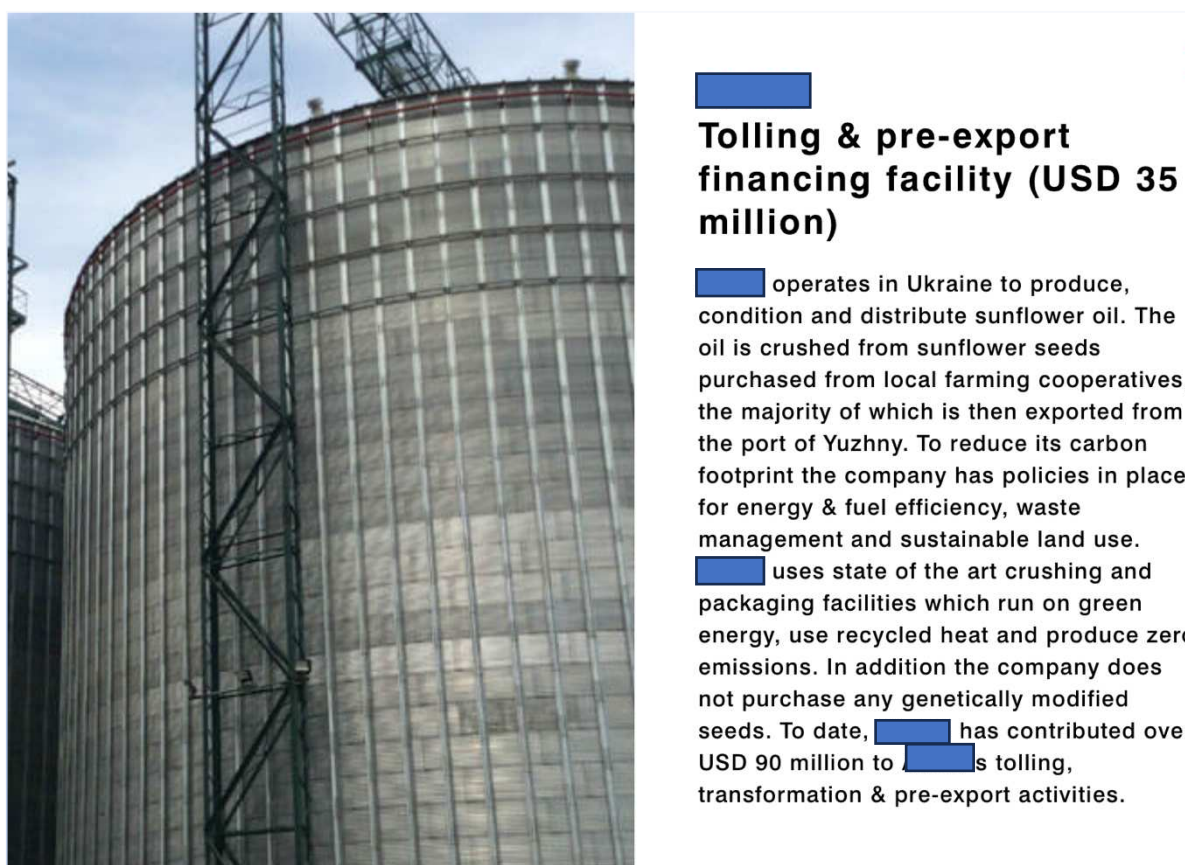 Tolling & pre-export
financing facility (USD 35
million)
operates in Ukraine to produce,
condition and distribute sunflower oil. The
oil is crushed from sunflower seeds
purchased from local farming cooperatives
the majority of which is then exported from
the port of Yuzhny. To reduce its carbon
footprint the company has policies in place
for energy & fuel efficiency, waste
management and sustainable land use.
uses state of the art crushing and
packaging facilities which run on green
energy, use recycled heat and produce zero
emissions. In addition the company does
not purchase any genetically modified
seeds. To date, has contributed ove
USD 90 million to s tolling,
transformation & pre-export activities.